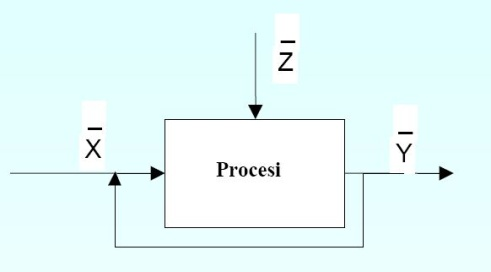 Z̅
X̅
Y̅
Procesi